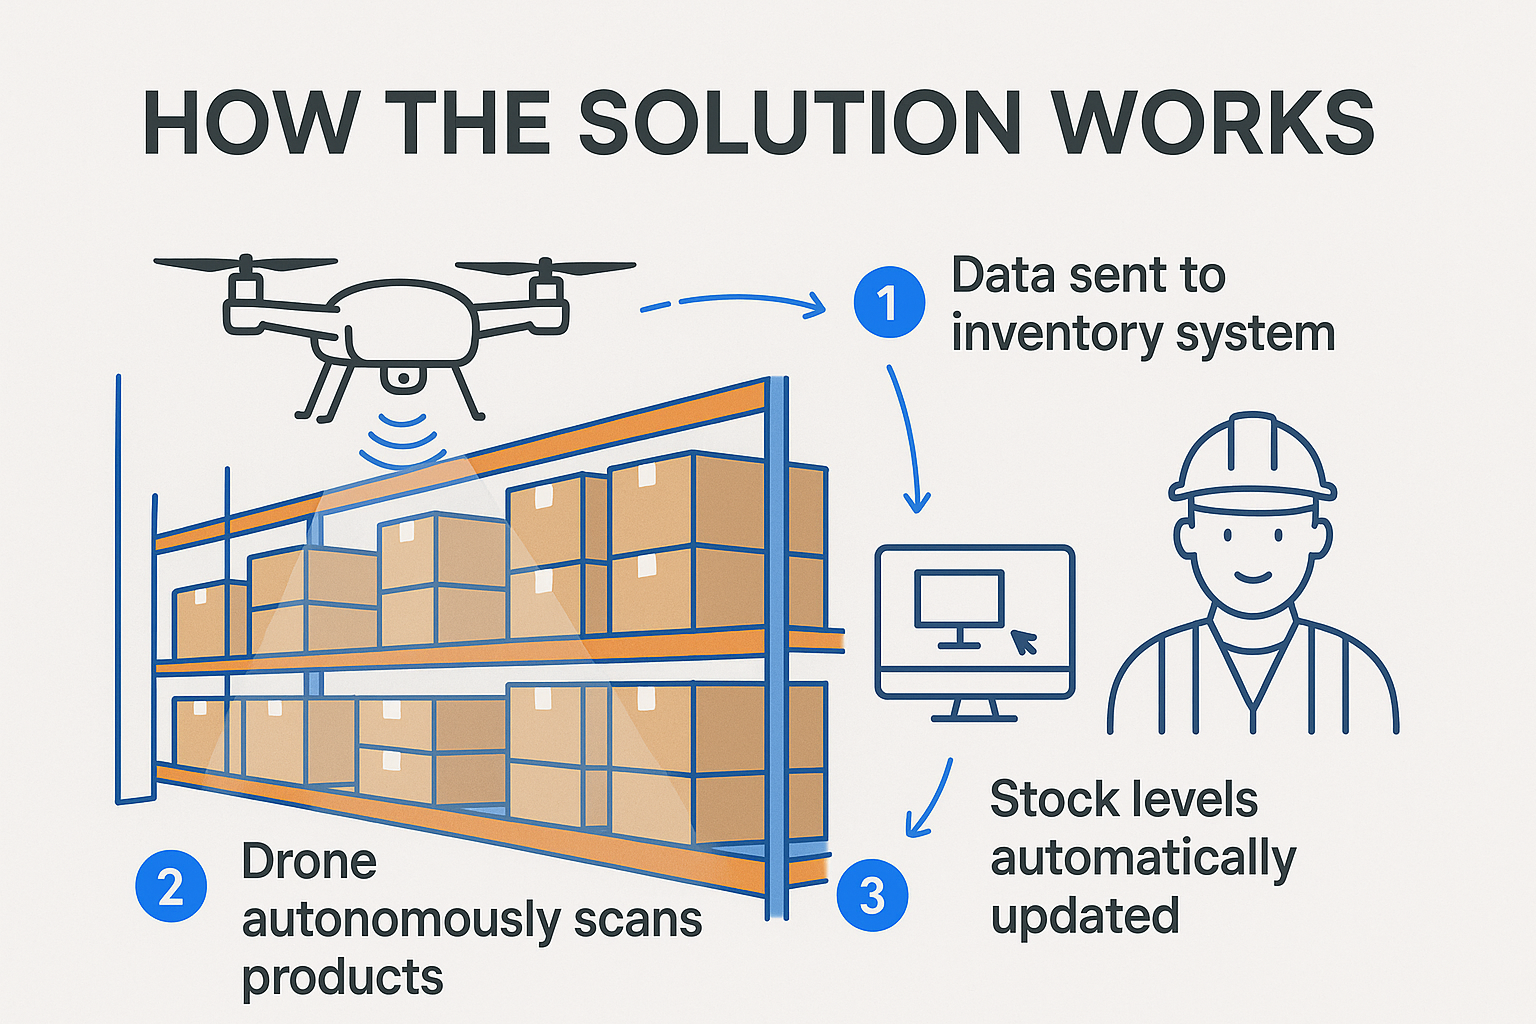 HOW THE SOLUTION WORKS
1
Data sent to
inventory system
2
Drone
autonomously scans
products
3
Stock levels
automatically
updated